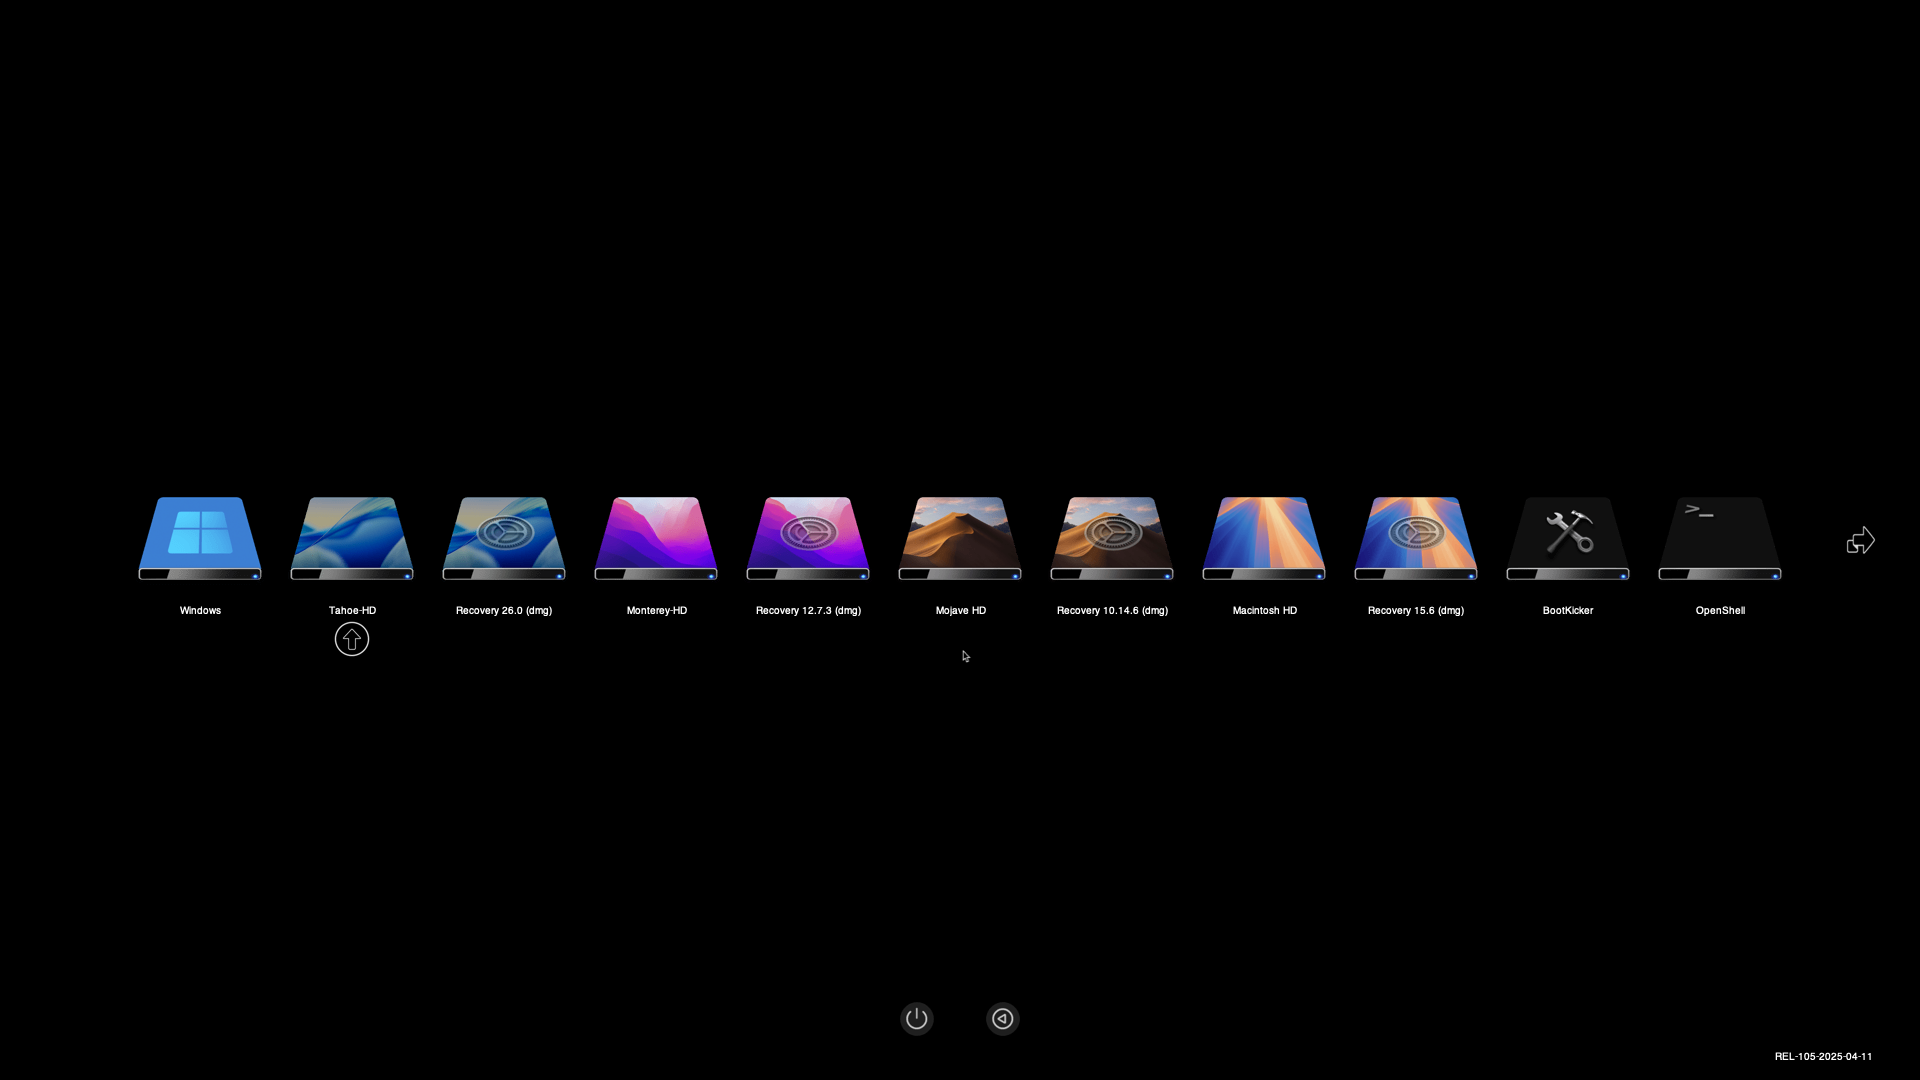 Windows
Tahoe-HD
Recovery 26.0 (dmg)
Monterey-HD
Recovery 12.7.3 (dmg)
Mojave HD
Recovery 10.14.6 (dmg)
Macintosh HD
Recovery 15.6 (dmg)
BootKicker
>_
OpenShell
REL-105-2025-04-11